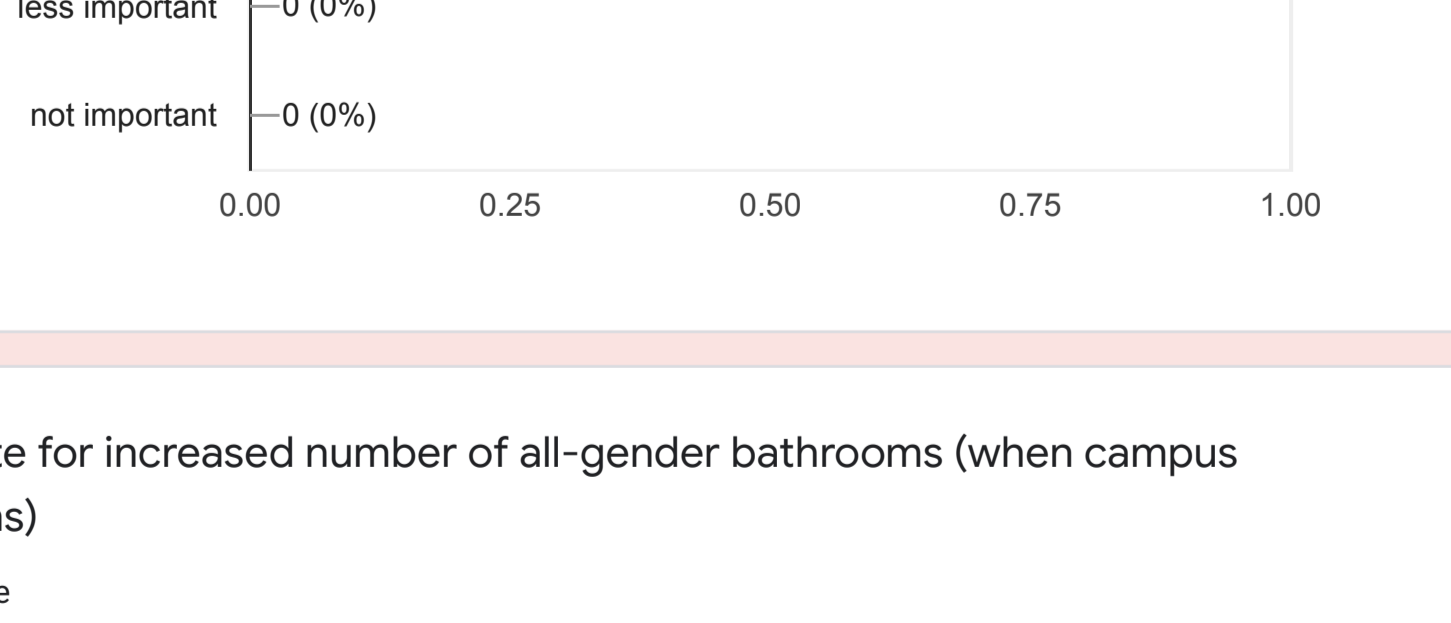 less important 0 (0%)
not important 0 (0%)
0.00 0.25 0.50 0.75 1.00
te for increased number of all-gender bathrooms (when campus
s)
e